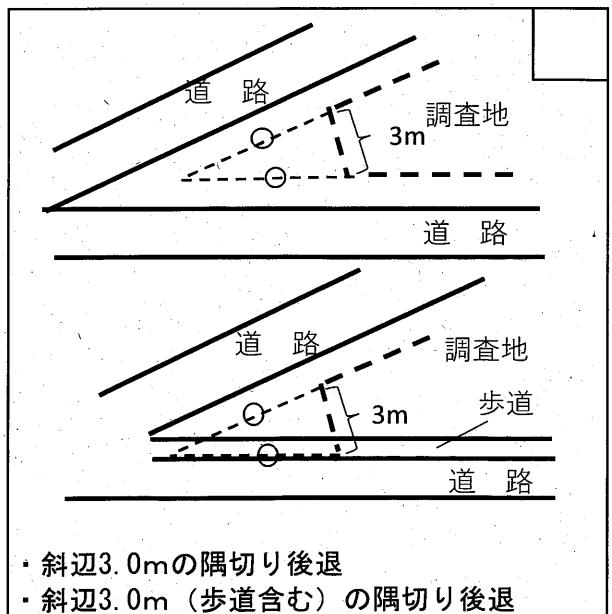 道 路
調査地
3m
道 路
道 路
調査地
3m
歩道
道 路
・斜辺3.0mの隅切り後退
・斜辺3.0m（歩道含む）の隅切り後退